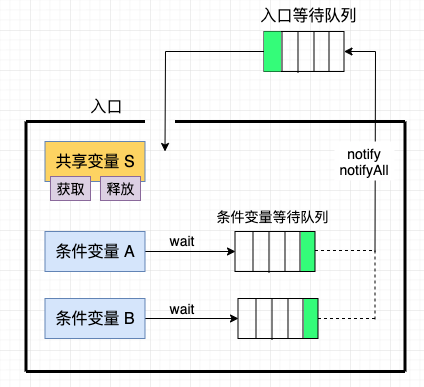 入口等待队列
入口
共享变量 S
获取
释放
notify
notifyAll
条件变量等待队列
条件变量 A
wait
条件变量 B
wait